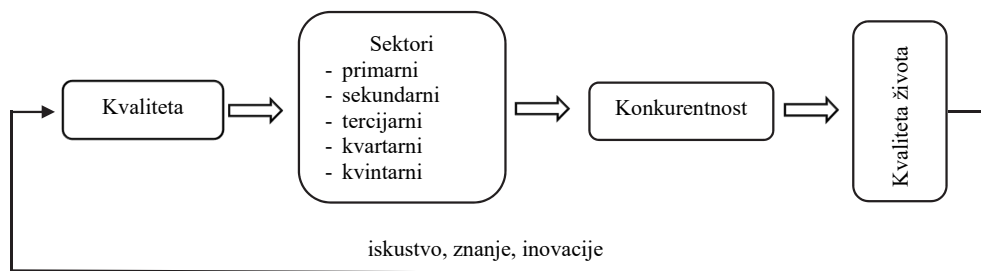 Kvaliteta
Sektori
- primarni
- sekundarni
- tercijarni
- kvartarni
- kvintarni
Konkurentnost
Kvaliteta života
iskustvo, znanje, inovacije